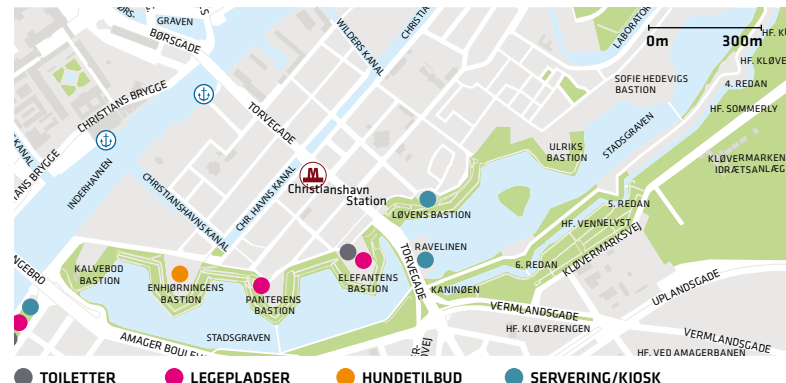 GRAVEN
BØRSGADE
WILDERS KANAL
LABORATOR
0m
300m
HF. KLØVE
SOFIE HEDEVIGS
BASTION
4. REDAN
HF. SOMMERLY
CHRISTIANS BRYGGE
TORVEGADE
STADSGRAVEN
ULRIKS
BASTION
KLØVERMARKEN
IDRÆTSANLÆG
INDERHAVNEN
CHRISTIANSHAVNS KANAL
CHR. HAVNS KANAL
M
Christianshavn
Station
LØVENS BASTION
5. REDAN
HF. VENNELYST
KLØVERMARKSVEJ
RAVELINEN
6. REDAN
TORVEGADE
KANINØEN
KALVEBOD
BASTION
ENHJØRNINGENS
BASTION
PANTERENS
BASTION
ELEFANTENS
BASTION
UPLANDSGADE
VERMLANDSGADE
HF. KLØVERENGEN
VERMLANDSGADE
STADSGRAVEN
AMAGER BOULEV
HF. VED AMAGERBANEN
TOILETTER
LEGEPLADSER
HUNDETILBUD
SERVERING/KIOSK